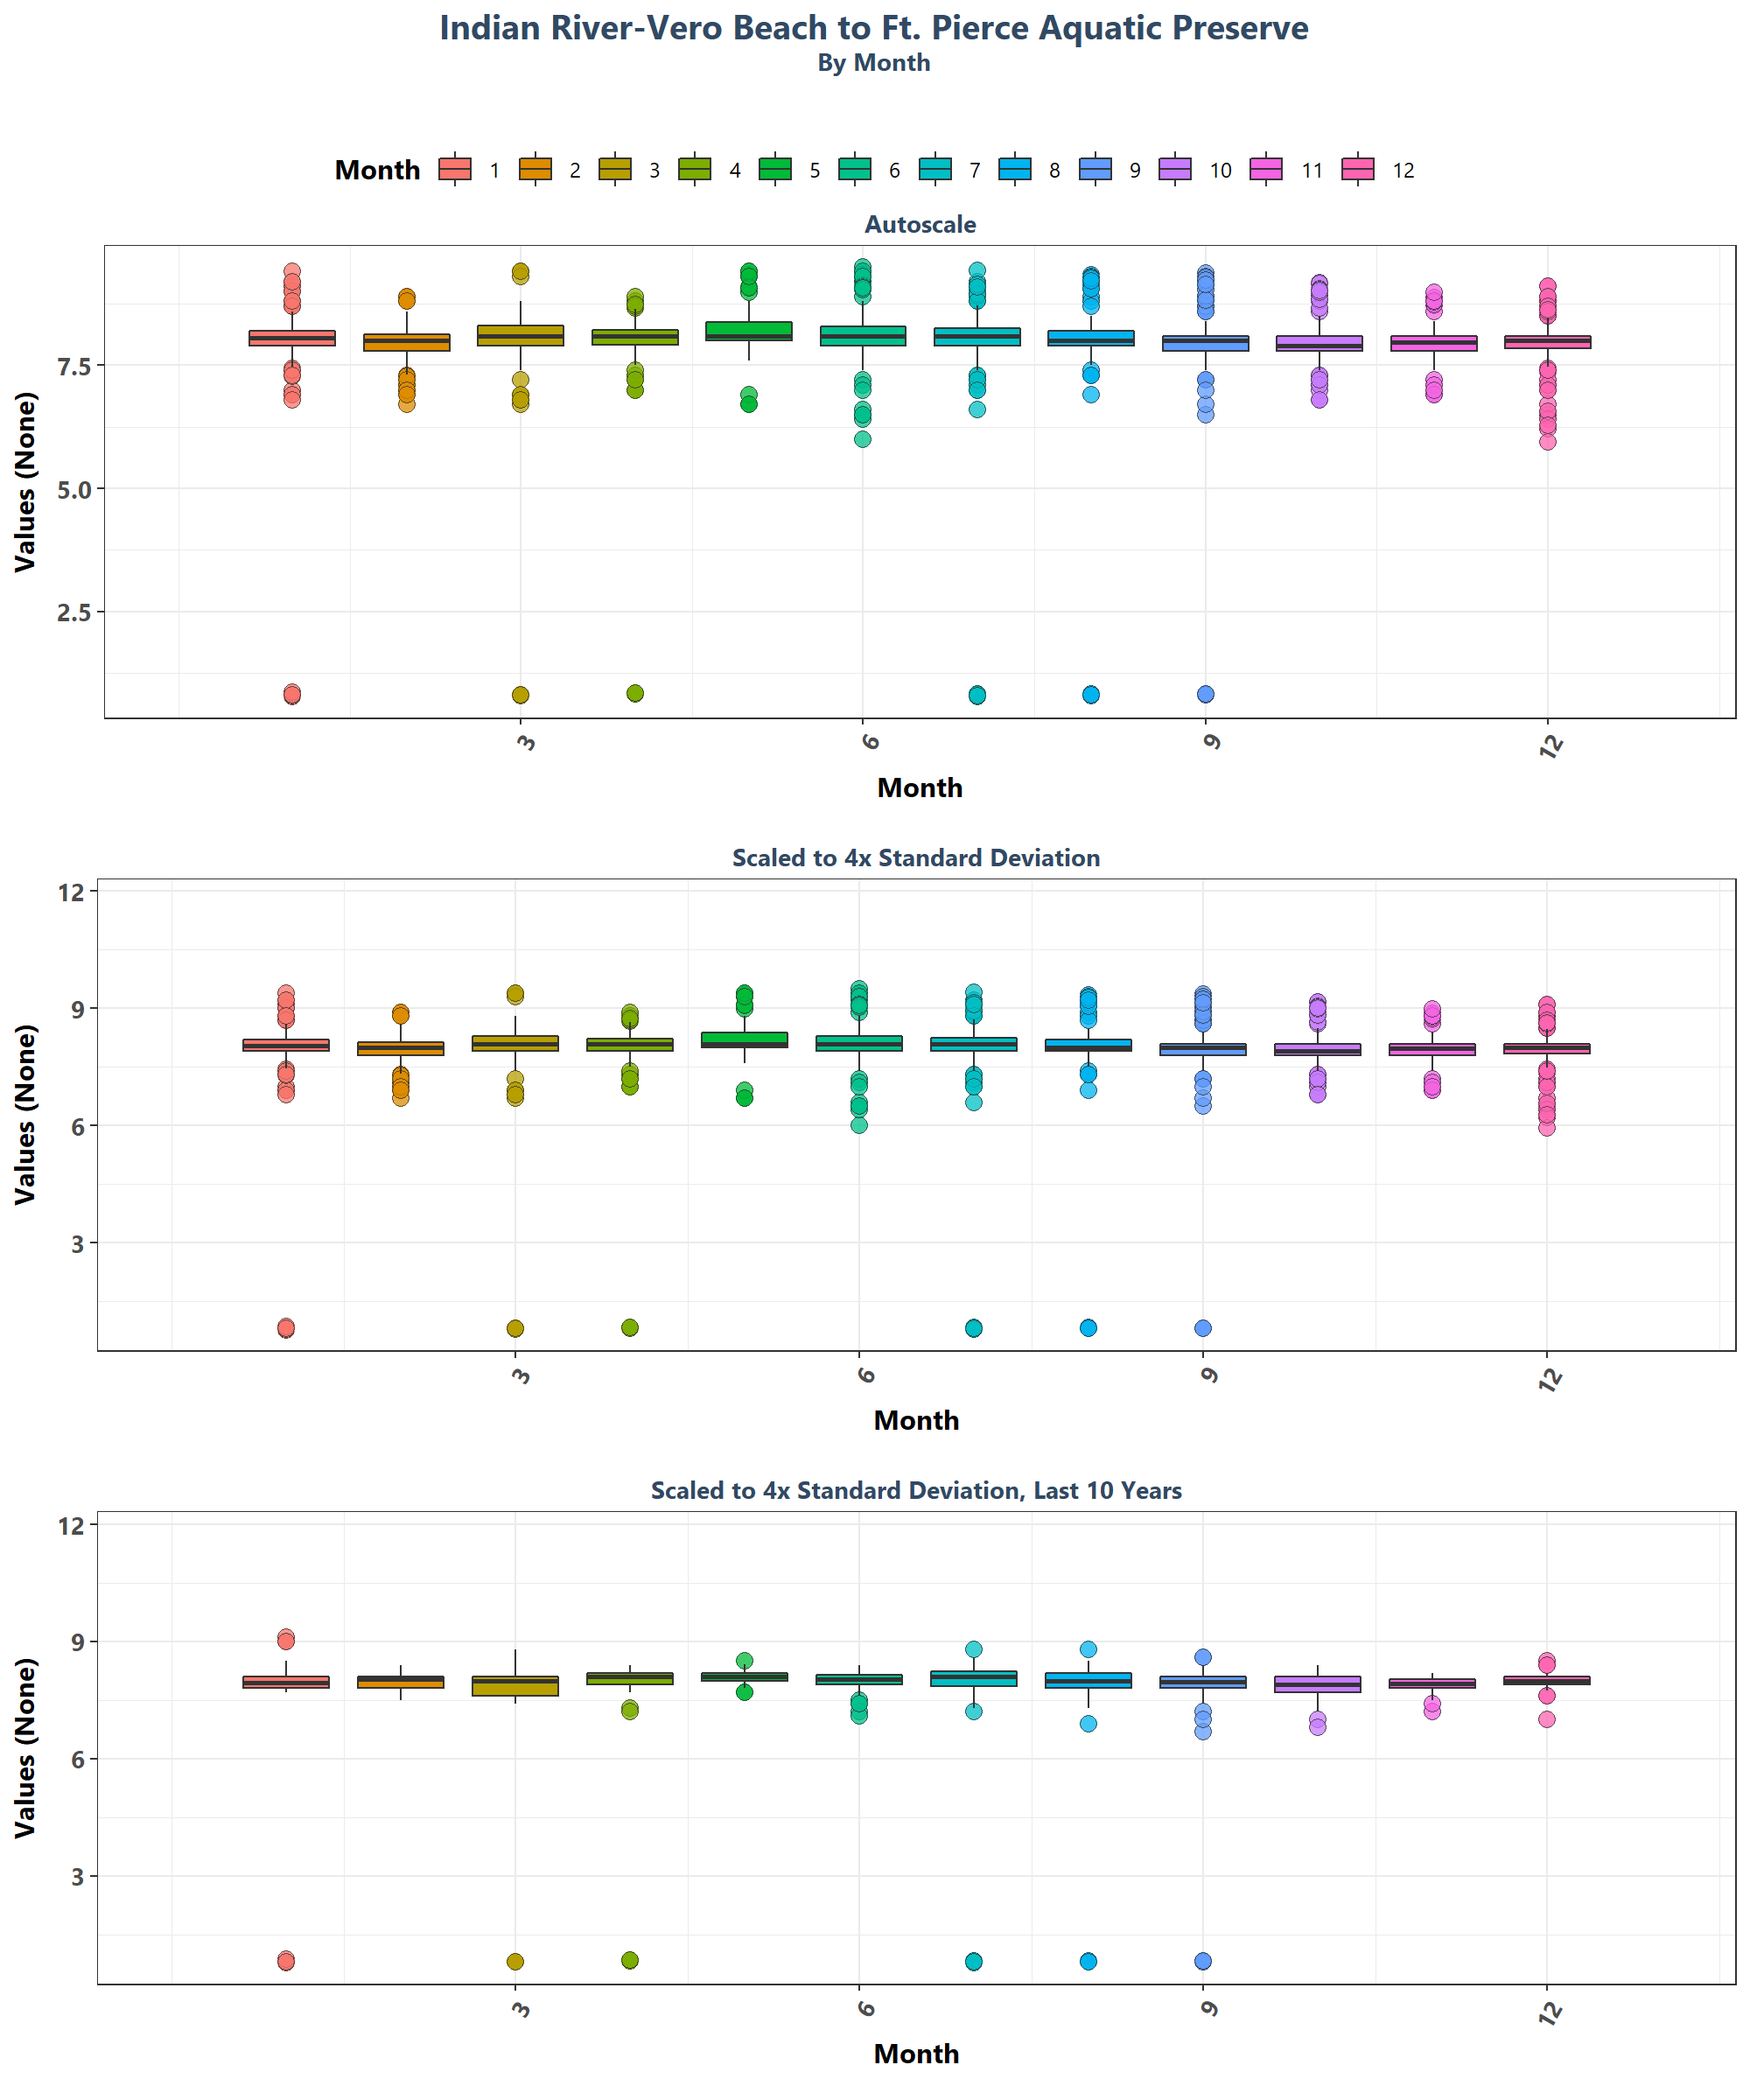 Indian River-Vero Beach to Ft. Pierce Aquatic Preserve
By Month
Month 1 2 3 4 5 6 7 8 9 10 11 12
Autoscale
Values (None)
7.5
5.0
2.5
3 6 9 12
Month
Scaled to 4x Standard Deviation
Values (None)
12
9
6
3
3 6 9 12
Month
Scaled to 4x Standard Deviation, Last 10 Years
Values (None)
12
9
6
3
3 6 9 12
Month